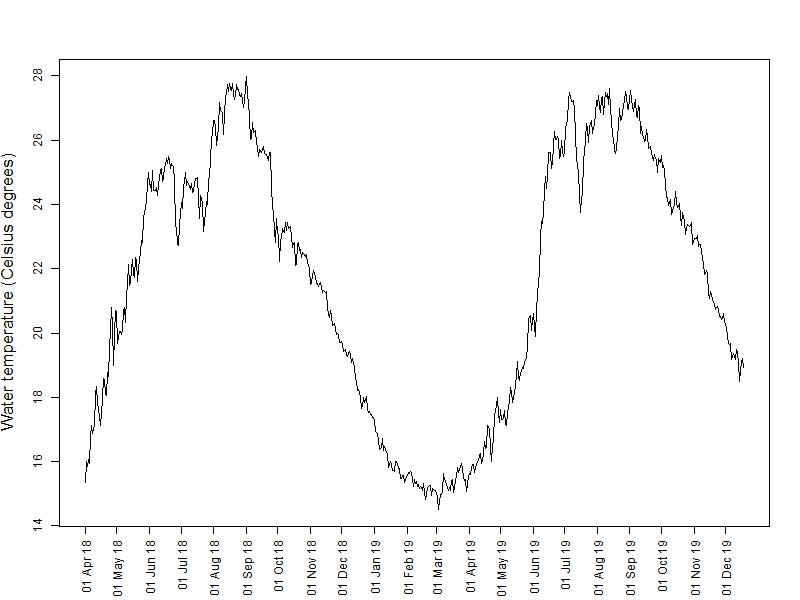 Water temperature (Celsius degrees)
28
26
24
22
20
18
16
14
01 Apr 18
01 May 18
01 Jun 18
01 Jul 18
01 Aug 18
01 Sep 18
01 Oct 18
01 Nov 18
01 Dec 18
01 Jan 19
01 Feb 19
01 Mar 19
01 Apr 19
01 May 19
01 Jun 19
01 Jul 19
01 Aug 19
01 Sep 19
01 Oct 19
01 Nov 19
01 Dec 19